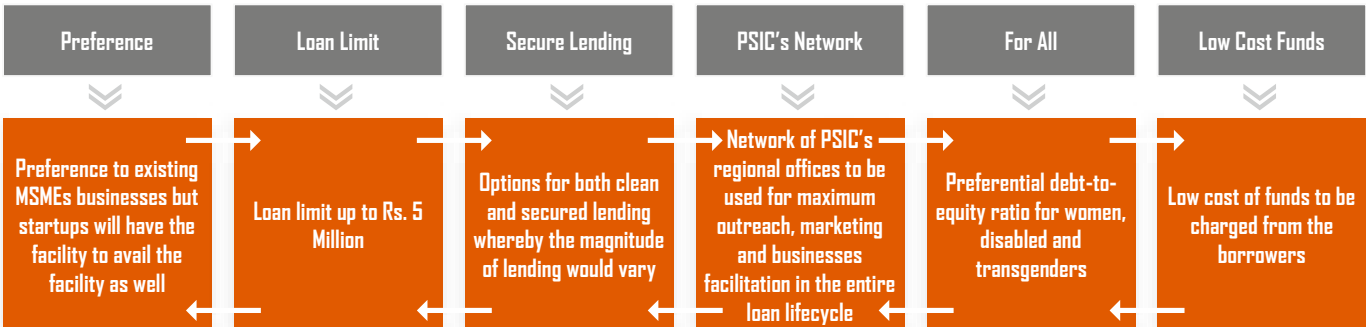 Preference
Loan Limit
Secure Lending
PSIC's Network
For All
Low Cost Funds
Preference to existing
MSMEs businesses but
startups will have the
facility to avail the
facility as well
Loan limit up to Rs. 5
Million
Options for both clean
and secured lending
whereby the magnitude
of lending would vary
Network of PSIC's
regional offices to be
used for maximum
outreach, marketing
and businesses
facilitation in the entire
loan lifecycle
Preferential debt-to-
equity ratio for women,
disabled and
transgenders
Low cost of funds to be
charged from the
borrowers